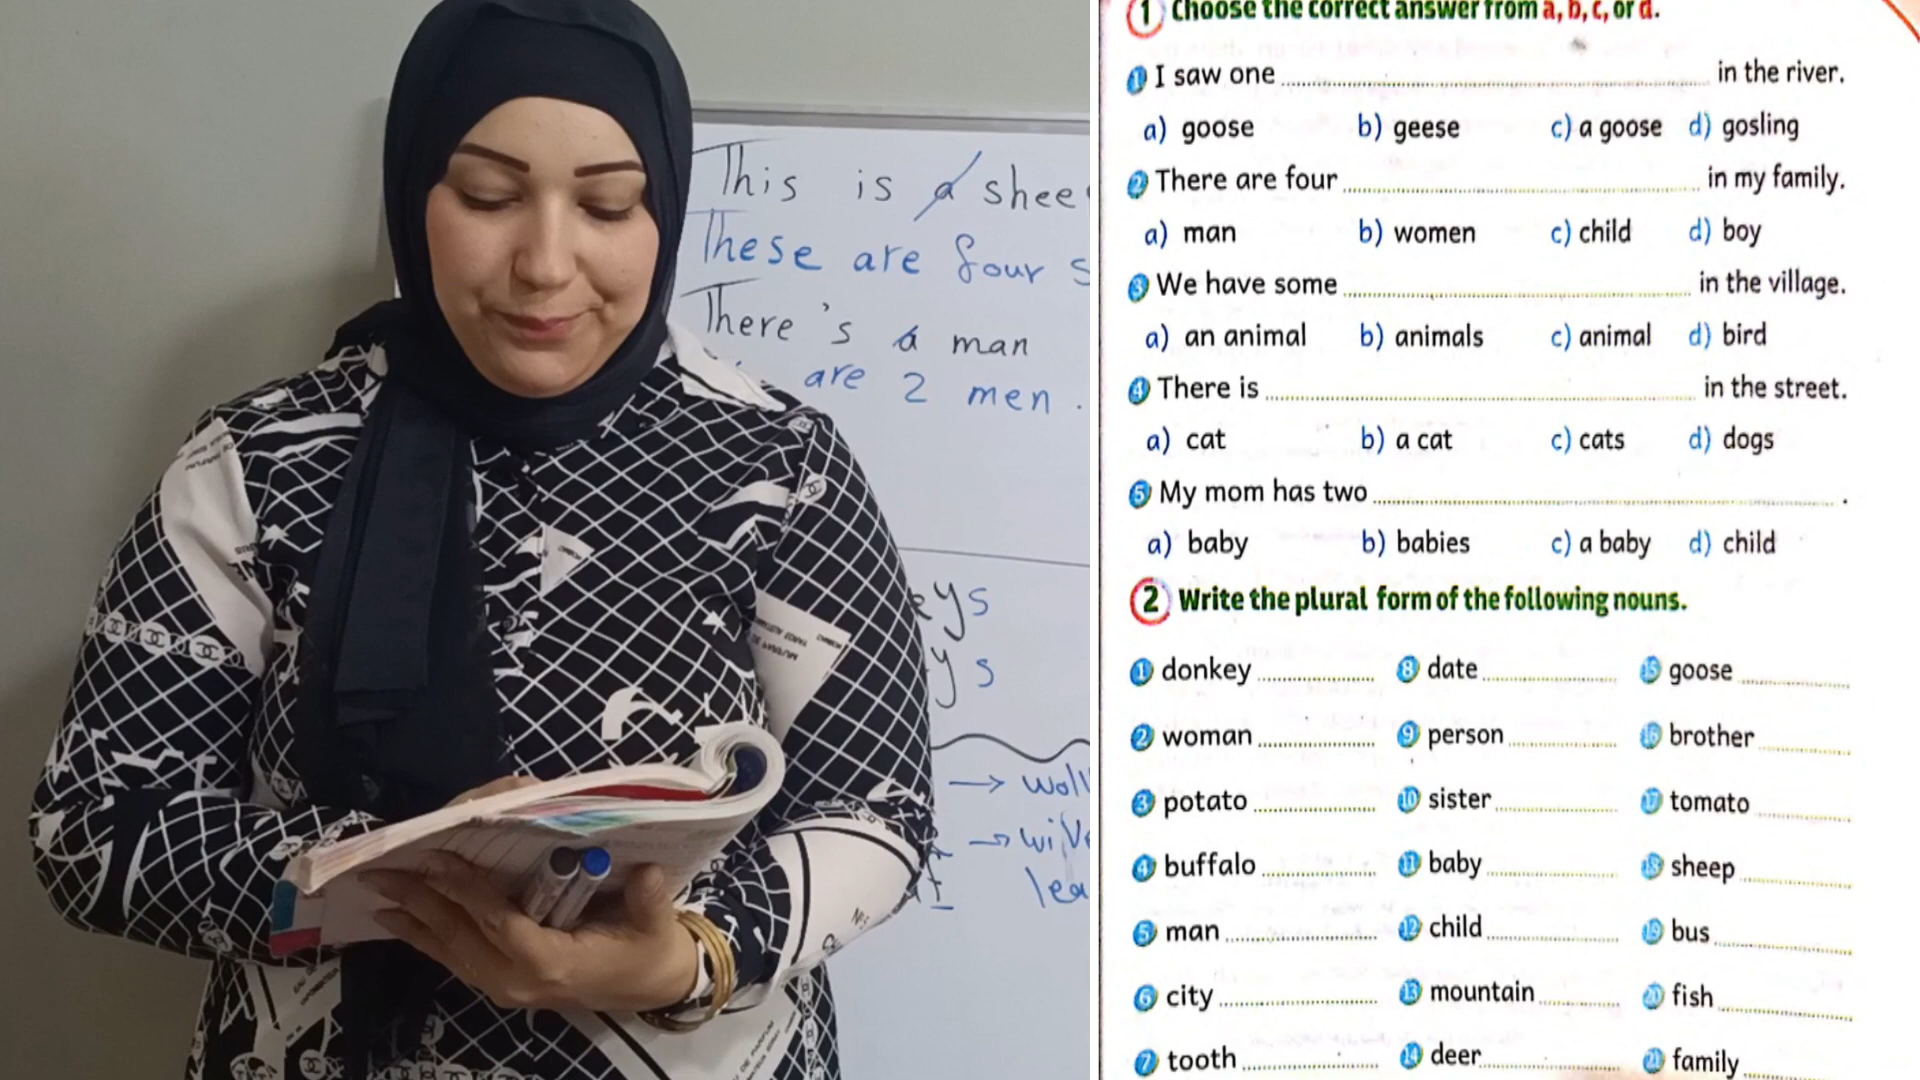 This is a shee
These are four s
There's a man
are 2 men.
eys
ys
→ wolv
→ wive
lea
1 Choose the correct answer from a, b, c, or d.
1 I saw one ........ in the river.
a) goose b) geese c) a goose d) gosling
2 There are four ........ in my family.
a) man b) women c) child d) boy
3 We have some ........ in the village.
a) an animal b) animals c) animal d) bird
4 There is ........ in the street.
a) cat b) a cat c) cats d) dogs
5 My mom has two ........ .
a) baby b) babies c) a baby d) child
2 Write the plural form of the following nouns.
1 donkey ........ 8 date ........ 15 goose ........
2 woman ........ 9 person ........ 16 brother ........
3 potato ........ 10 sister ........ 17 tomato ........
4 buffalo ........ 11 baby ........ 18 sheep ........
5 man ........ 12 child ........ 19 bus ........
6 city ........ 13 mountain ........ 20 fish ........
7 tooth ........ 14 deer ........ 21 family ........